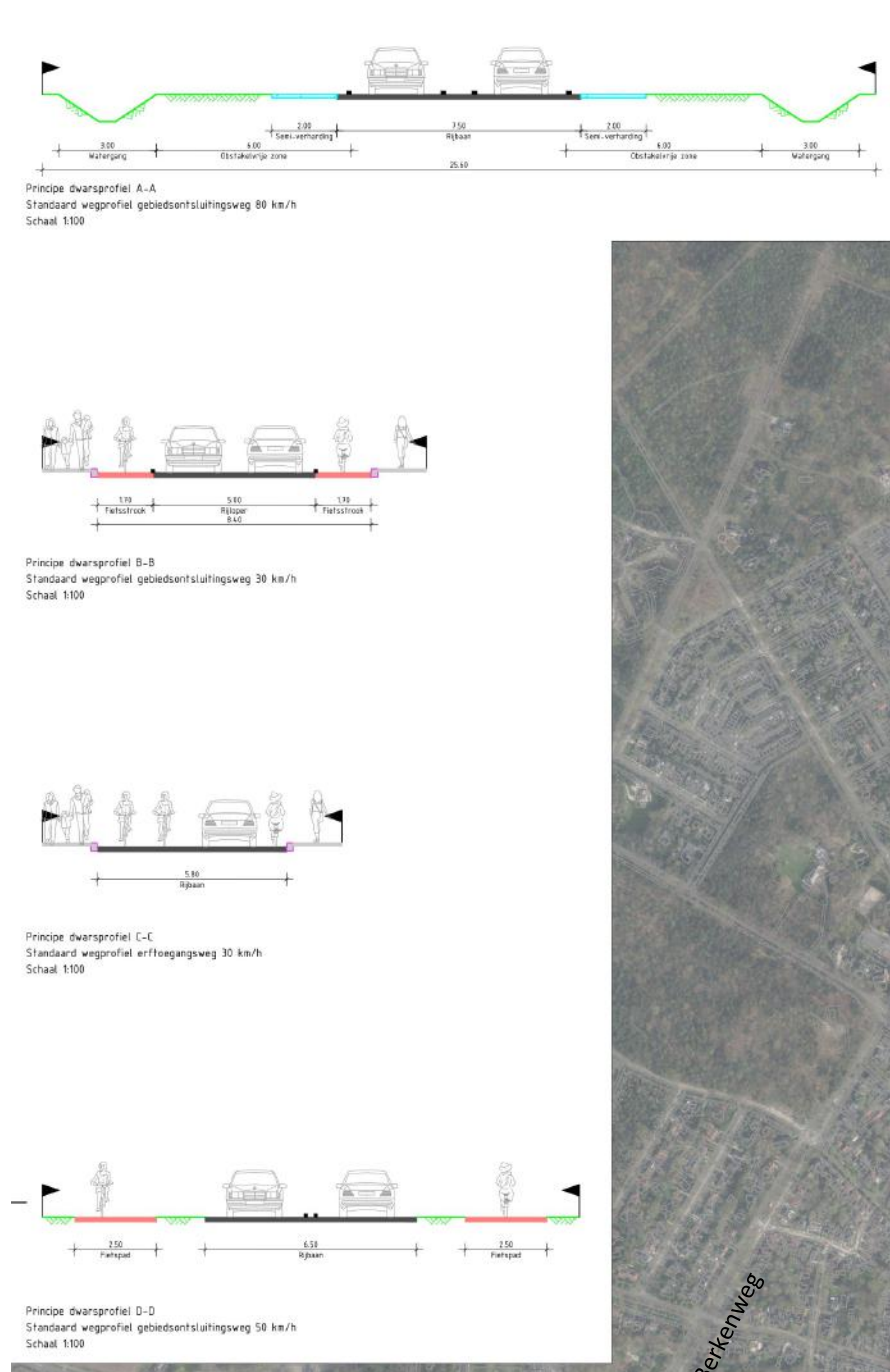 2.00 7.50 2.00
Semi-verharding Rijbaan Semi-verharding
3.00 6.00 6.00 3.00
Watergang Obstakelvrije zone Obstakelvrije zone Watergang
25.60
Principe dwarsprofiel A-A
Standaard wegprofiel gebiedsontsluitingsweg 80 km/h
Schaal 1:100
1.70 5.00 1.70
Fietsstrook Rijloper Fietsstrook
8.40
Principe dwarsprofiel B-B
Standaard wegprofiel gebiedsontsluitingsweg 30 km/h
Schaal 1:100
5.80
Rijbaan
Principe dwarsprofiel C-C
Standaard wegprofiel erftoegangsweg 30 km/h
Schaal 1:100
2.50 6.50 2.50
Fietspad Rijbaan Fietspad
Principe dwarsprofiel D-D
Standaard wegprofiel gebiedsontsluitingsweg 50 km/h
Schaal 1:100
Berkenweg